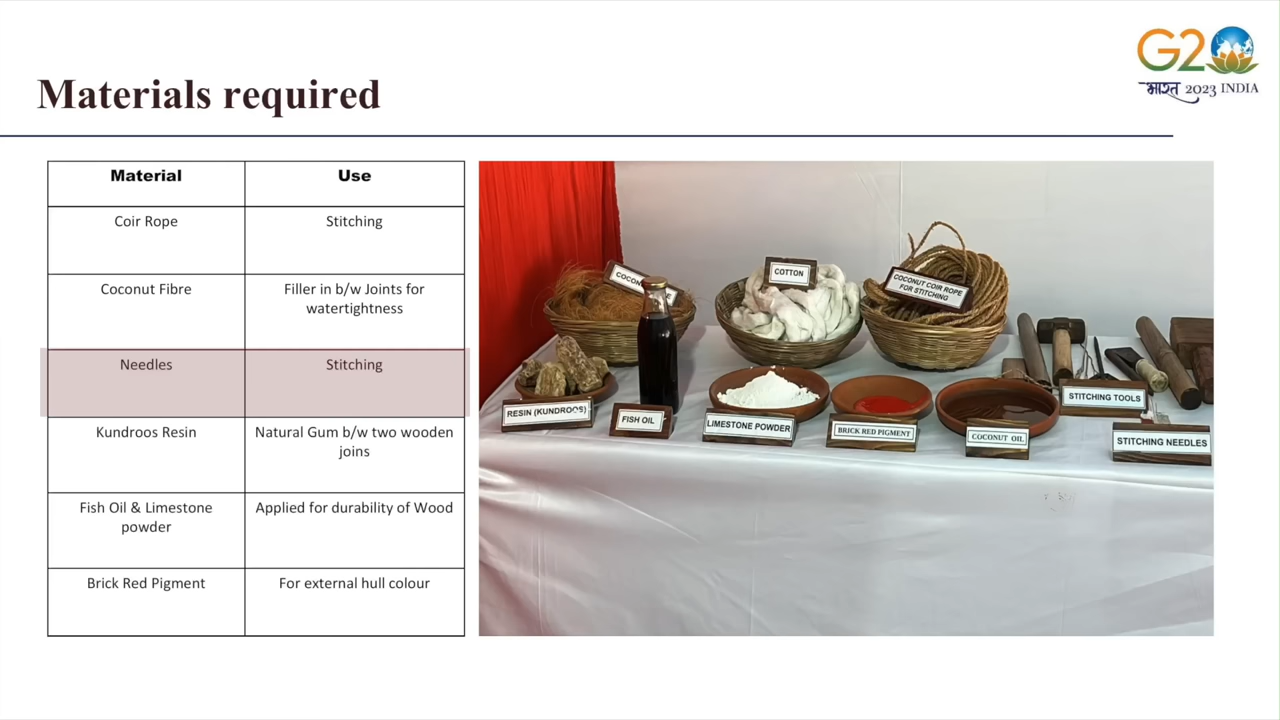 G20
भारत 2023 INDIA
Materials required
Material
Use
Coir Rope
Stitching
Coconut Fibre
Filler in b/w Joints for
watertightness
Needles
Stitching
Kundroos Resin
Natural Gum b/w two wooden
joins
Fish Oil & Limestone
powder
Applied for durability of Wood
Brick Red Pigment
For external hull colour
COTTON
COCONUT COIR ROPE
FOR STITCHING
RESIN (KUNDROOS)
FISH OIL
LIMESTONE POWDER
BRICK RED PIGMENT
COCONUT OIL
STITCHING TOOLS
STITCHING NEEDLES